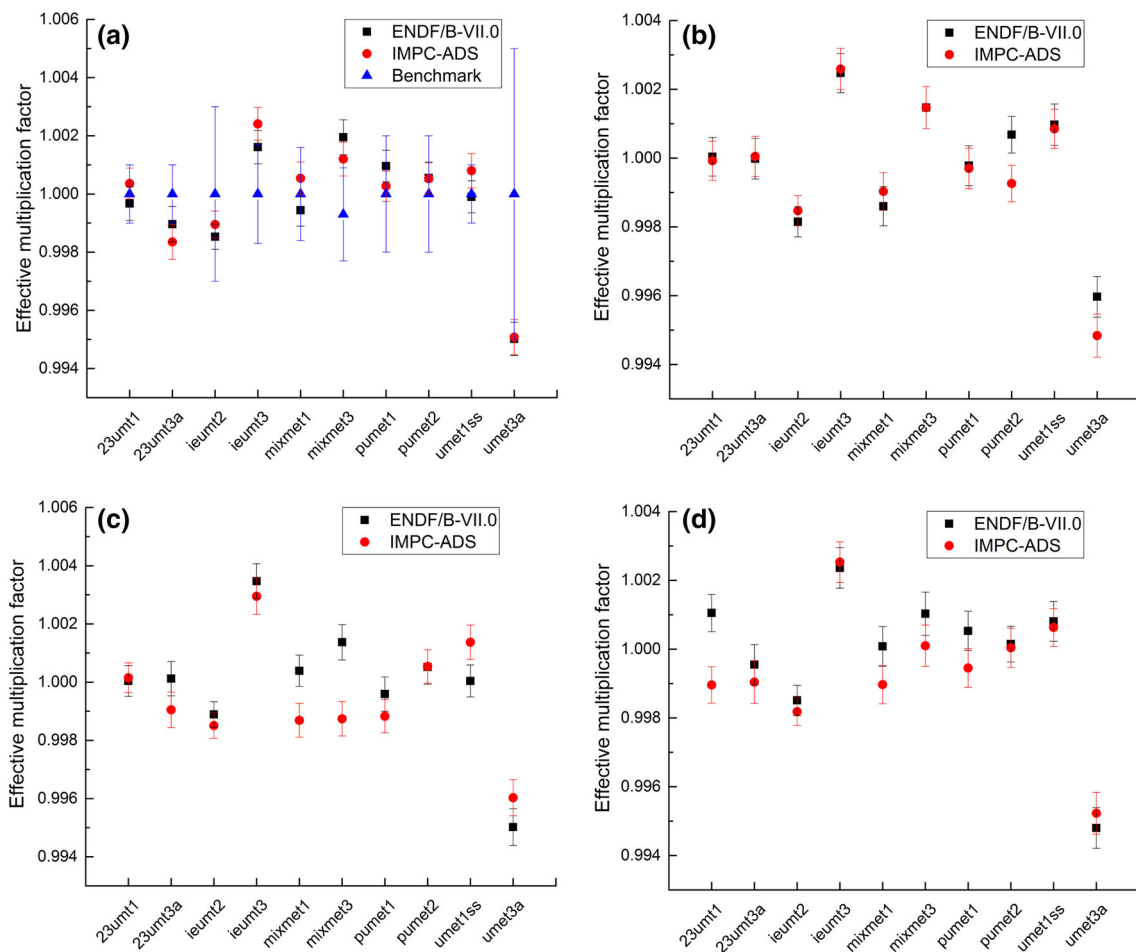 (a)
ENDF/B-VII.0
IMPC-ADS
Benchmark
Effective multiplication factor
1.006
1.004
1.002
1.000
0.998
0.996
0.994
23umt1
23umt3a
ieumt2
ieumt3
mixmet1
mixmet3
pumet1
pumet2
umet1ss
umet3a
(b)
ENDF/B-VII.0
IMPC-ADS
Effective multiplication factor
1.004
1.002
1.000
0.998
0.996
0.994
23umt1
23umt3a
ieumt2
ieumt3
mixmet1
mixmet3
pumet1
pumet2
umet1ss
umet3a
(c)
ENDF/B-VII.0
IMPC-ADS
Effective multiplication factor
1.006
1.004
1.002
1.000
0.998
0.996
0.994
23umt1
23umt3a
ieumt2
ieumt3
mixmet1
mixmet3
pumet1
pumet2
umet1ss
umet3a
(d)
ENDF/B-VII.0
IMPC-ADS
Effective multiplication factor
1.004
1.002
1.000
0.998
0.996
0.994
23umt1
23umt3a
ieumt2
ieumt3
mixmet1
mixmet3
pumet1
pumet2
umet1ss
umet3a